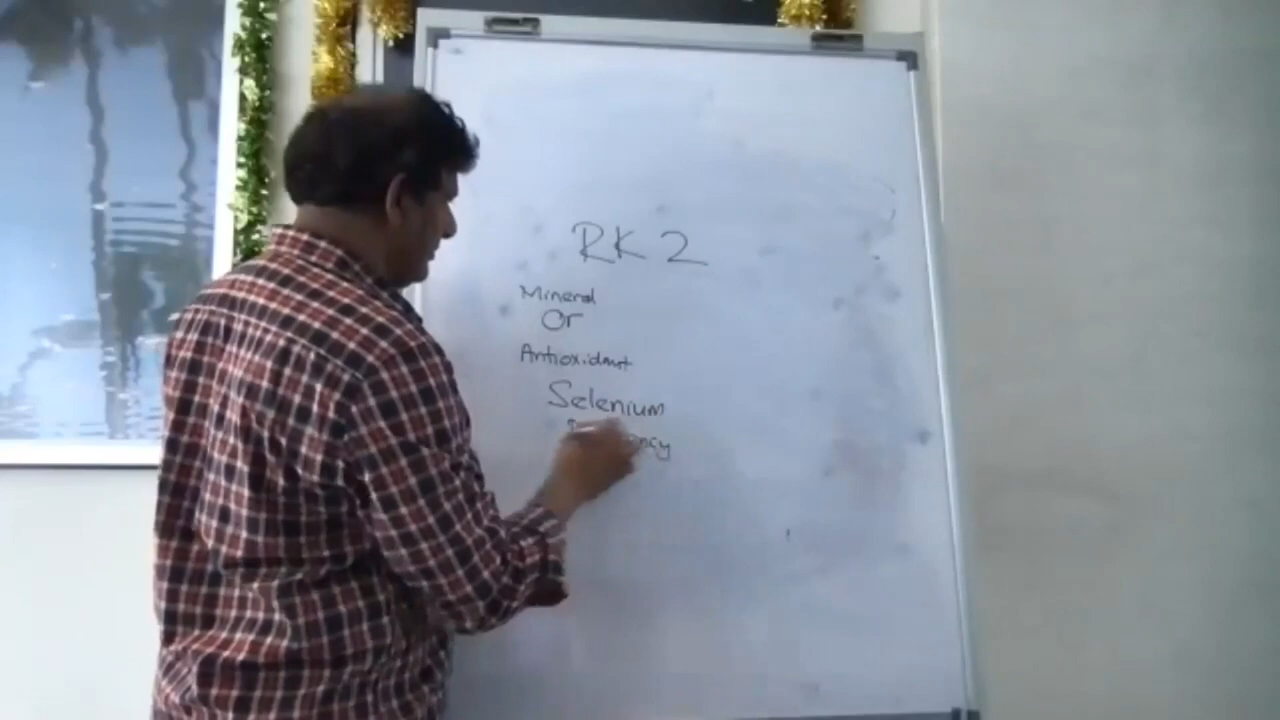 RK 2
Mineral
Or
Antioxidant
Selenium